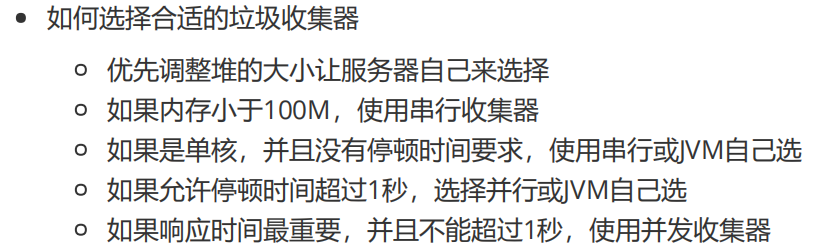 如何选择合适的垃圾收集器
优先调整堆的大小让服务器自己来选择
如果内存小于100M，使用串行收集器
如果是单核，并且没有停顿时间要求，使用串行或JVM自己选
如果允许停顿时间超过1秒，选择并行或JVM自己选
如果响应时间最重要，并且不能超过1秒，使用并发收集器